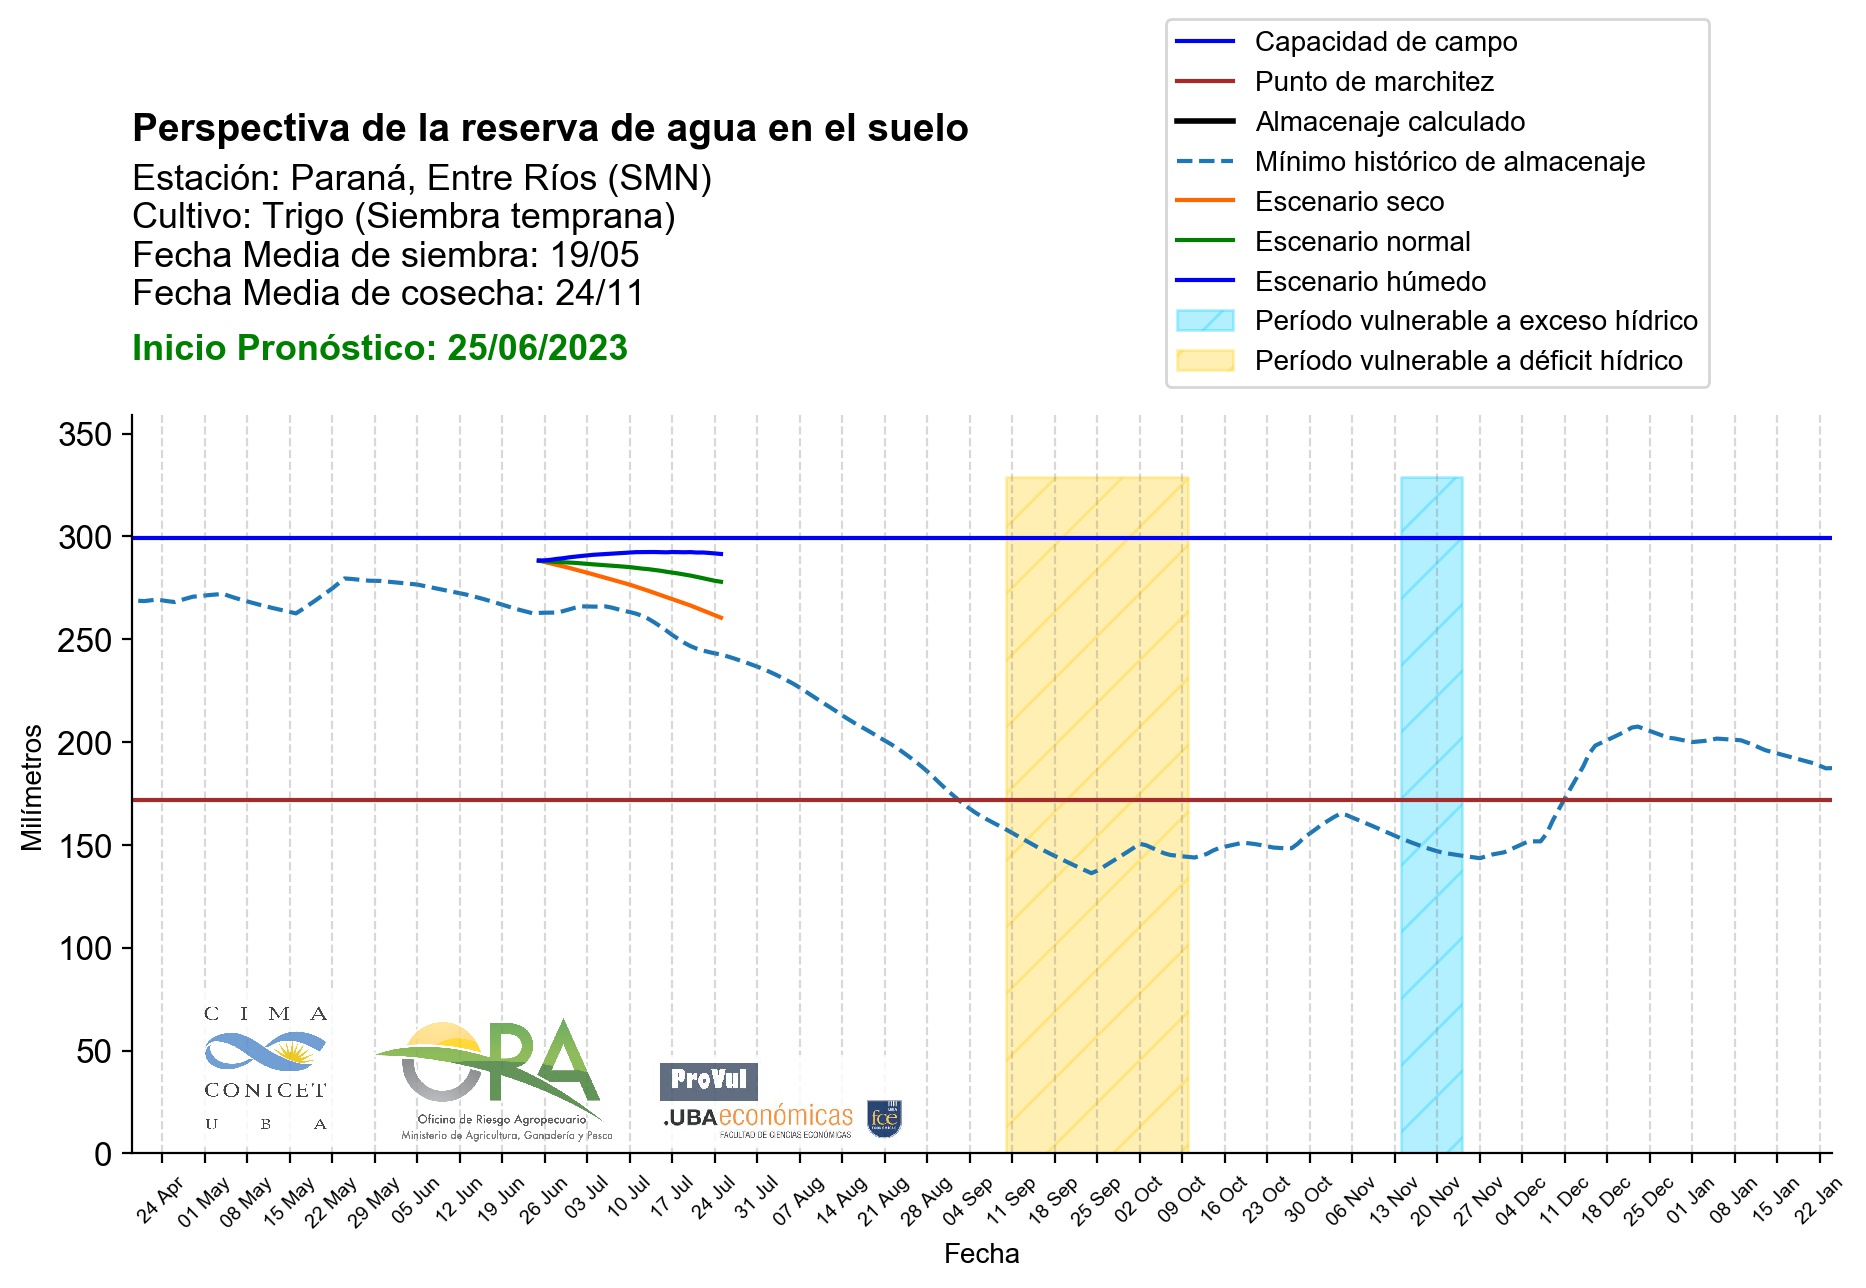 Capacidad de campo
Punto de marchitez
Almacenaje calculado
Mínimo histórico de almacenaje
Escenario seco
Escenario normal
Escenario húmedo
Período vulnerable a exceso hídrico
Período vulnerable a déficit hídrico
Perspectiva de la reserva de agua en el suelo
Estación: Paraná, Entre Ríos (SMN)
Cultivo: Trigo (Siembra temprana)
Fecha Media de siembra: 19/05
Fecha Media de cosecha: 24/11
Inicio Pronóstico: 25/06/2023
350
300
250
200
150
100
50
0
Milímetros
C I M A
CONICET
U B A
ORA
Oficina de Riesgo Agropecuario
Ministerio de Agricultura, Ganadería y Pesca
ProVul
.UBAeconómicas
FACULTAD DE CIENCIAS ECONÓMICAS
fce
24 Apr
01 May
08 May
15 May
22 May
29 May
05 Jun
12 Jun
19 Jun
26 Jun
03 Jul
10 Jul
17 Jul
24 Jul
31 Jul
07 Aug
14 Aug
21 Aug
28 Aug
04 Sep
11 Sep
18 Sep
25 Sep
02 Oct
09 Oct
16 Oct
23 Oct
30 Oct
06 Nov
13 Nov
20 Nov
27 Nov
04 Dec
11 Dec
18 Dec
25 Dec
01 Jan
08 Jan
15 Jan
22 Jan
Fecha